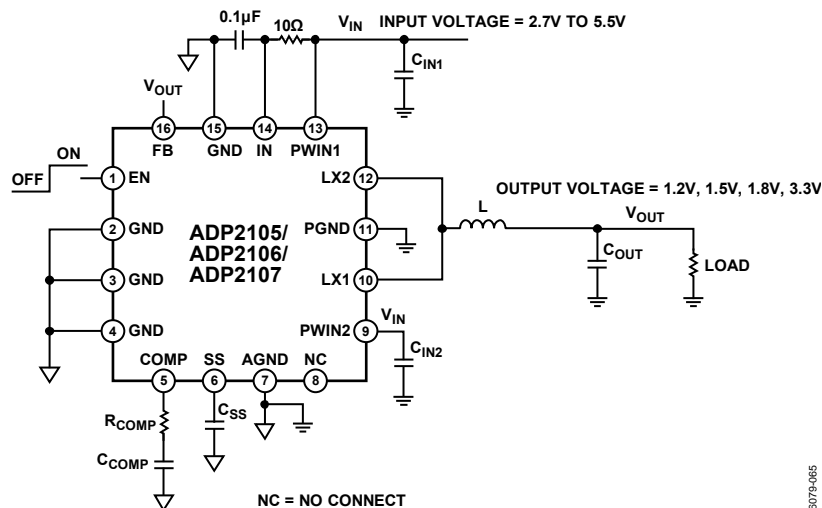 0.1µF
10Ω
VIN
INPUT VOLTAGE = 2.7V TO 5.5V
CIN1
VOUT
16
15
14
13
FB
GND
IN
PWIN1
ON
OFF
1
EN
LX2
12
OUTPUT VOLTAGE = 1.2V, 1.5V, 1.8V, 3.3V
L
VOUT
2
GND
ADP2105/
ADP2106/
ADP2107
PGND
11
COUT
LOAD
3
GND
LX1
10
4
GND
PWIN2
9
VIN
CIN2
COMP
SS
AGND
NC
5
6
7
8
RCOMP
CSS
CCOMP
NC = NO CONNECT
6079-065